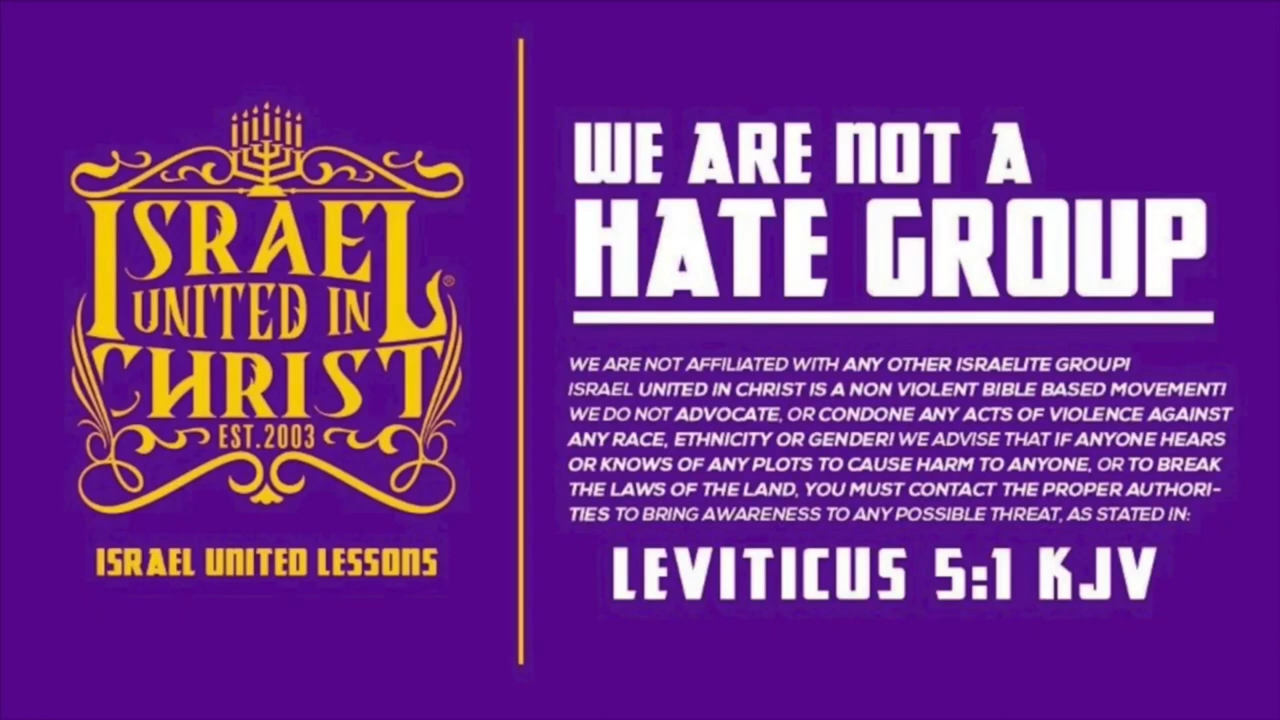 ISRAEL
UNITED IN
CHRIST
®
EST.2003
ISRAEL UNITED LESSONS
WE ARE NOT A
HATE GROUP
WE ARE NOT AFFILIATED WITH ANY OTHER ISRAELITE GROUP!
ISRAEL UNITED IN CHRIST IS A NON VIOLENT BIBLE BASED MOVEMENT!
WE DO NOT ADVOCATE, OR CONDONE ANY ACTS OF VIOLENCE AGAINST
ANY RACE, ETHNICITY OR GENDER! WE ADVISE THAT IF ANYONE HEARS
OR KNOWS OF ANY PLOTS TO CAUSE HARM TO ANYONE, OR TO BREAK
THE LAWS OF THE LAND, YOU MUST CONTACT THE PROPER AUTHORI-
TIES TO BRING AWARENESS TO ANY POSSIBLE THREAT, AS STATED IN:
LEVITICUS 5:1 KJV